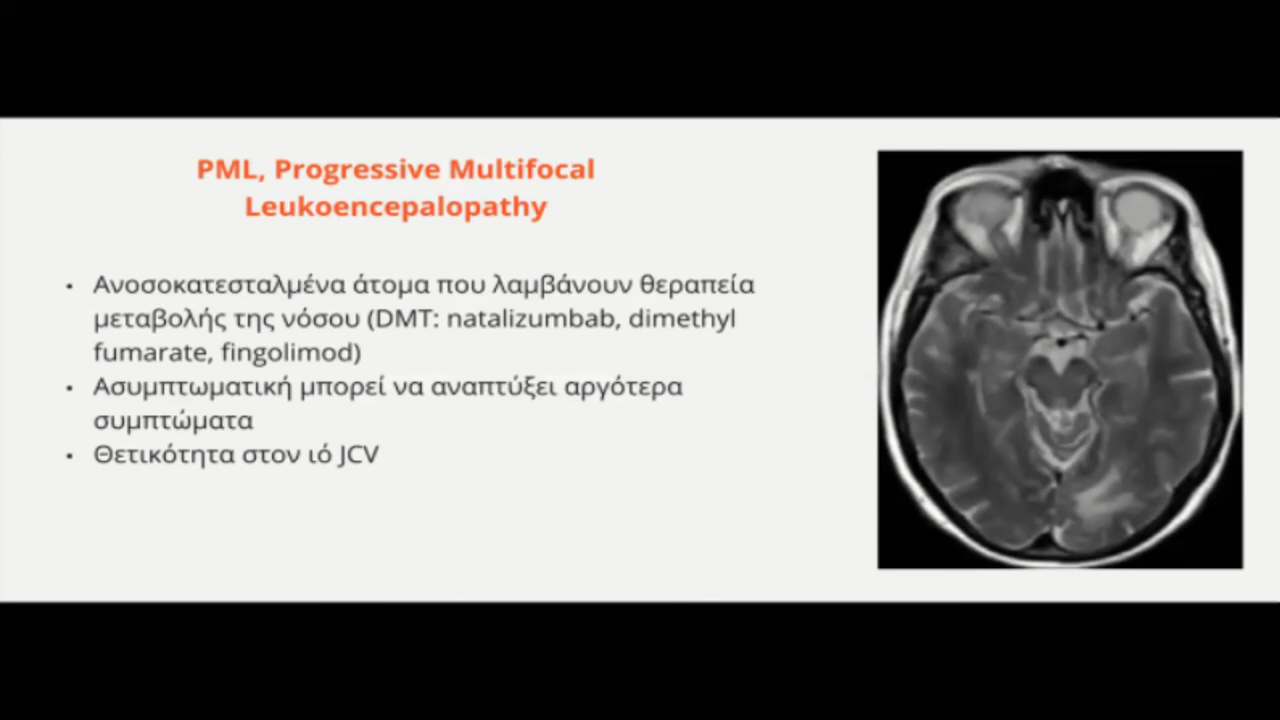 PML, Progressive Multifocal
Leukoencepalopathy
• Ανοσοκατεσταλμένα άτομα που λαμβάνουν θεραπεία
μεταβολής της νόσου (DMT: natalizumbab, dimethyl
fumarate, fingolimod)
• Ασυμπτωματική μπορεί να αναπτύξει αργότερα
συμπτώματα
• Θετικότητα στον ιό JCV